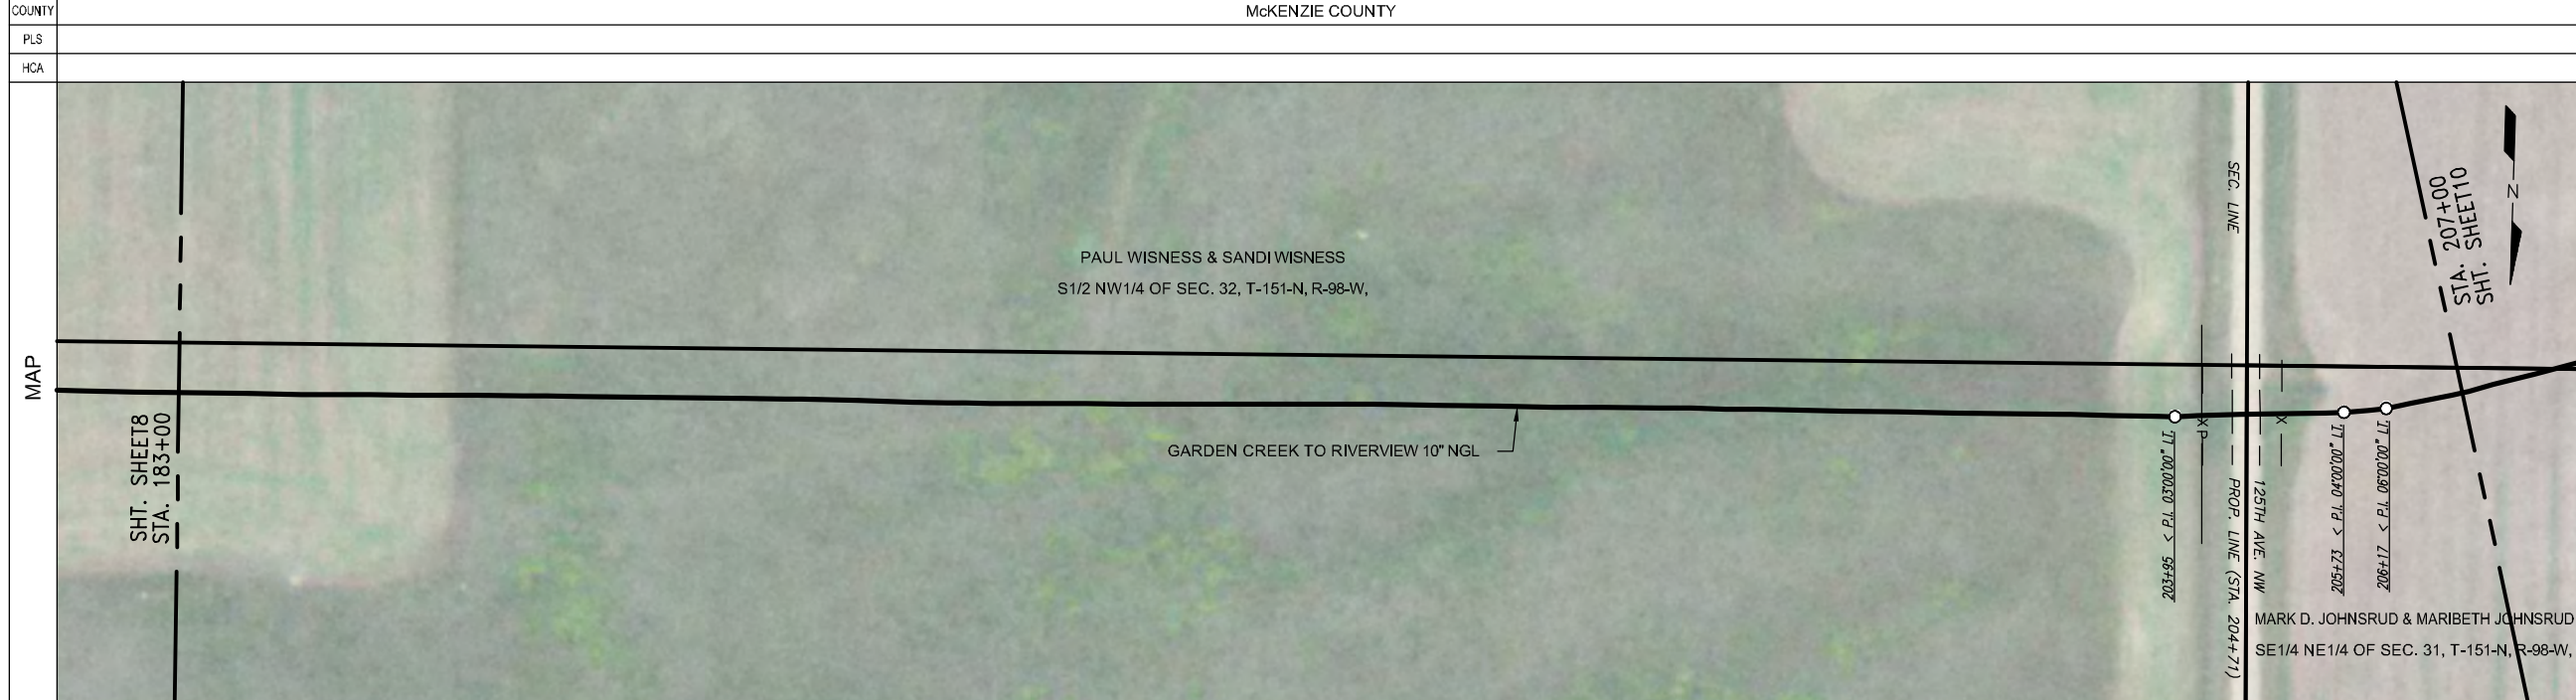 COUNTY
McKENZIE COUNTY
PLS
HCA
MAP
SHT. SHEET8
STA. 183+00
PAUL WISNESS & SANDI WISNESS
S1/2 NW1/4 OF SEC. 32, T-151-N, R-98-W,
GARDEN CREEK TO RIVERVIEW 10" NGL
SEC. LINE
STA. 207+00
SHT. SHEET10
N
X P
X
203+95 < P.I. 03°00'00" LT.
PROP. LINE (STA. 204+71)
125TH AVE. NW
205+73 < P.I. 04°00'00" LT.
206+17 < P.I. 06°00'00" LT.
MARK D. JOHNSRUD & MARIBETH JOHNSRUD
SE1/4 NE1/4 OF SEC. 31, T-151-N, R-98-W,